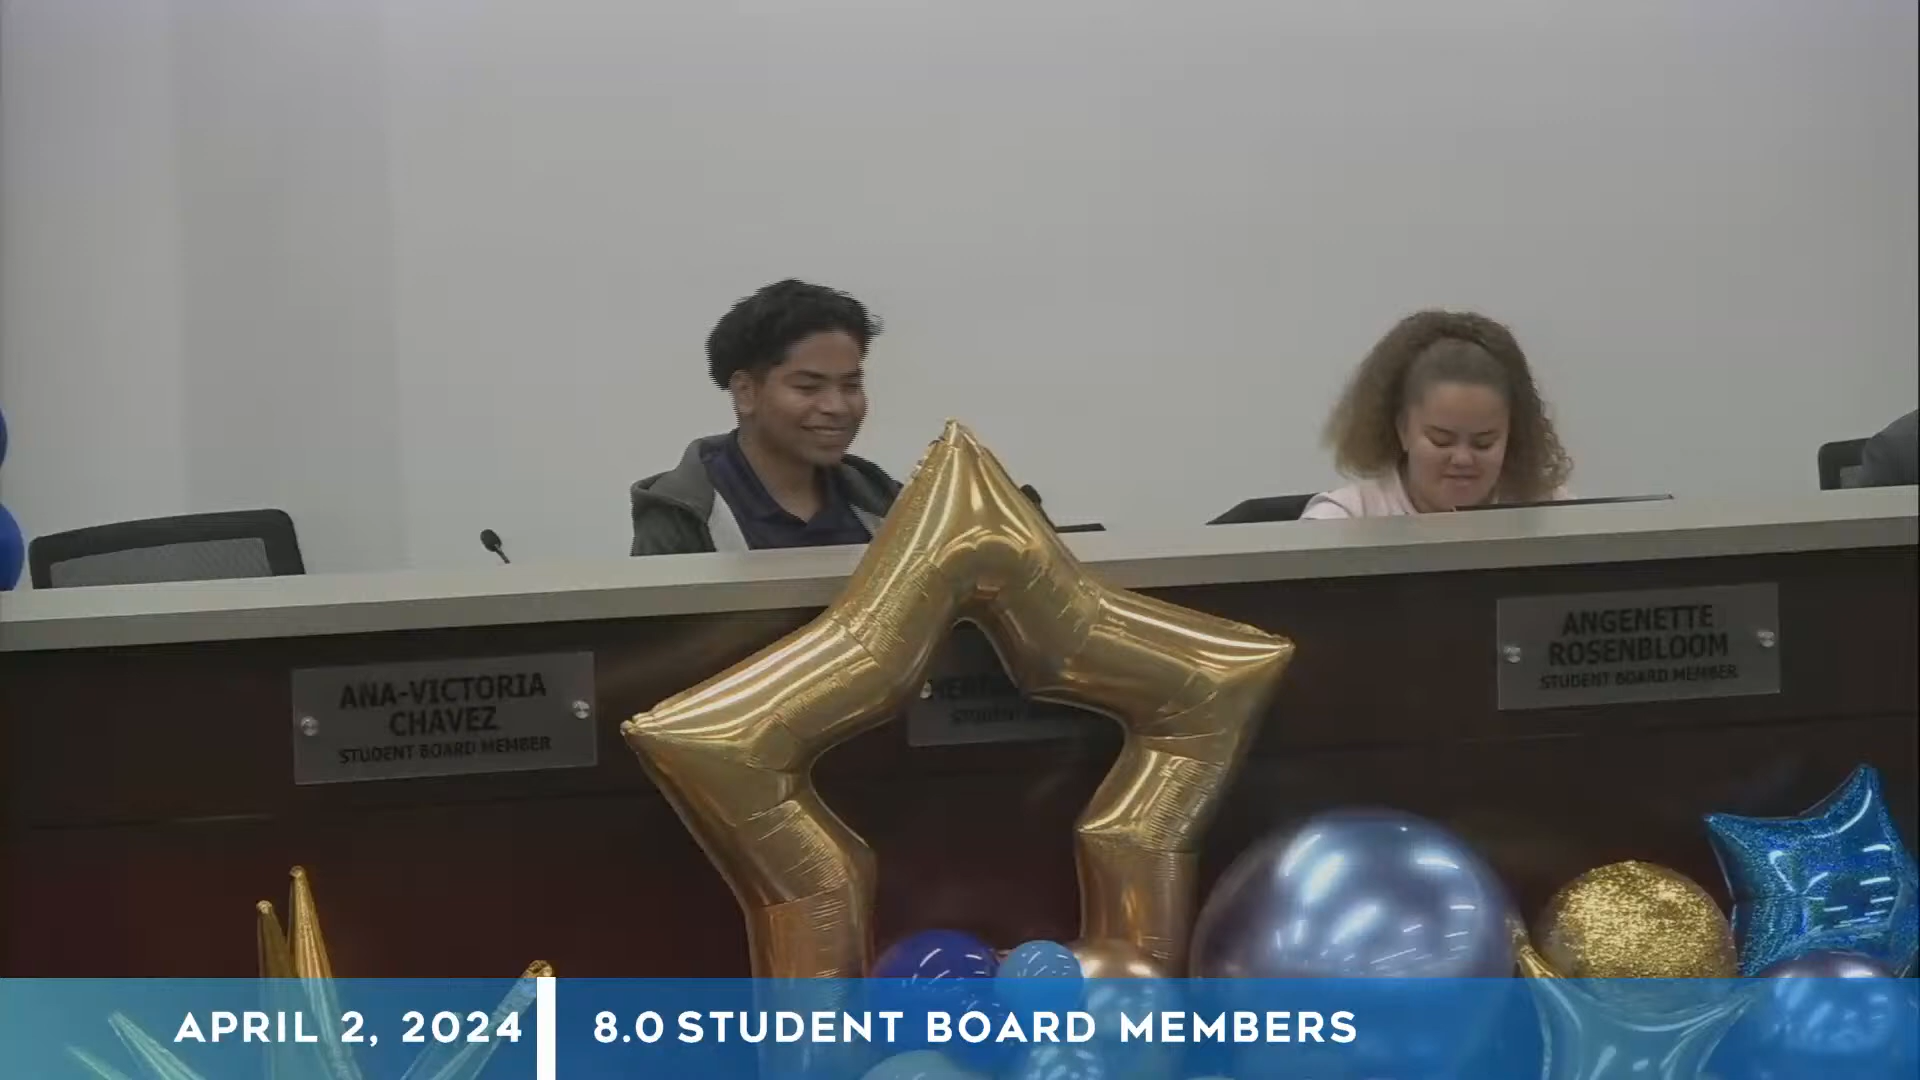 ANA-VICTORIA
CHAVEZ
STUDENT BOARD MEMBER
STUDENT
ANGENETTE
ROSENBLOOM
STUDENT BOARD MEMBER
APRIL 2, 2024
8.0 STUDENT BOARD MEMBERS